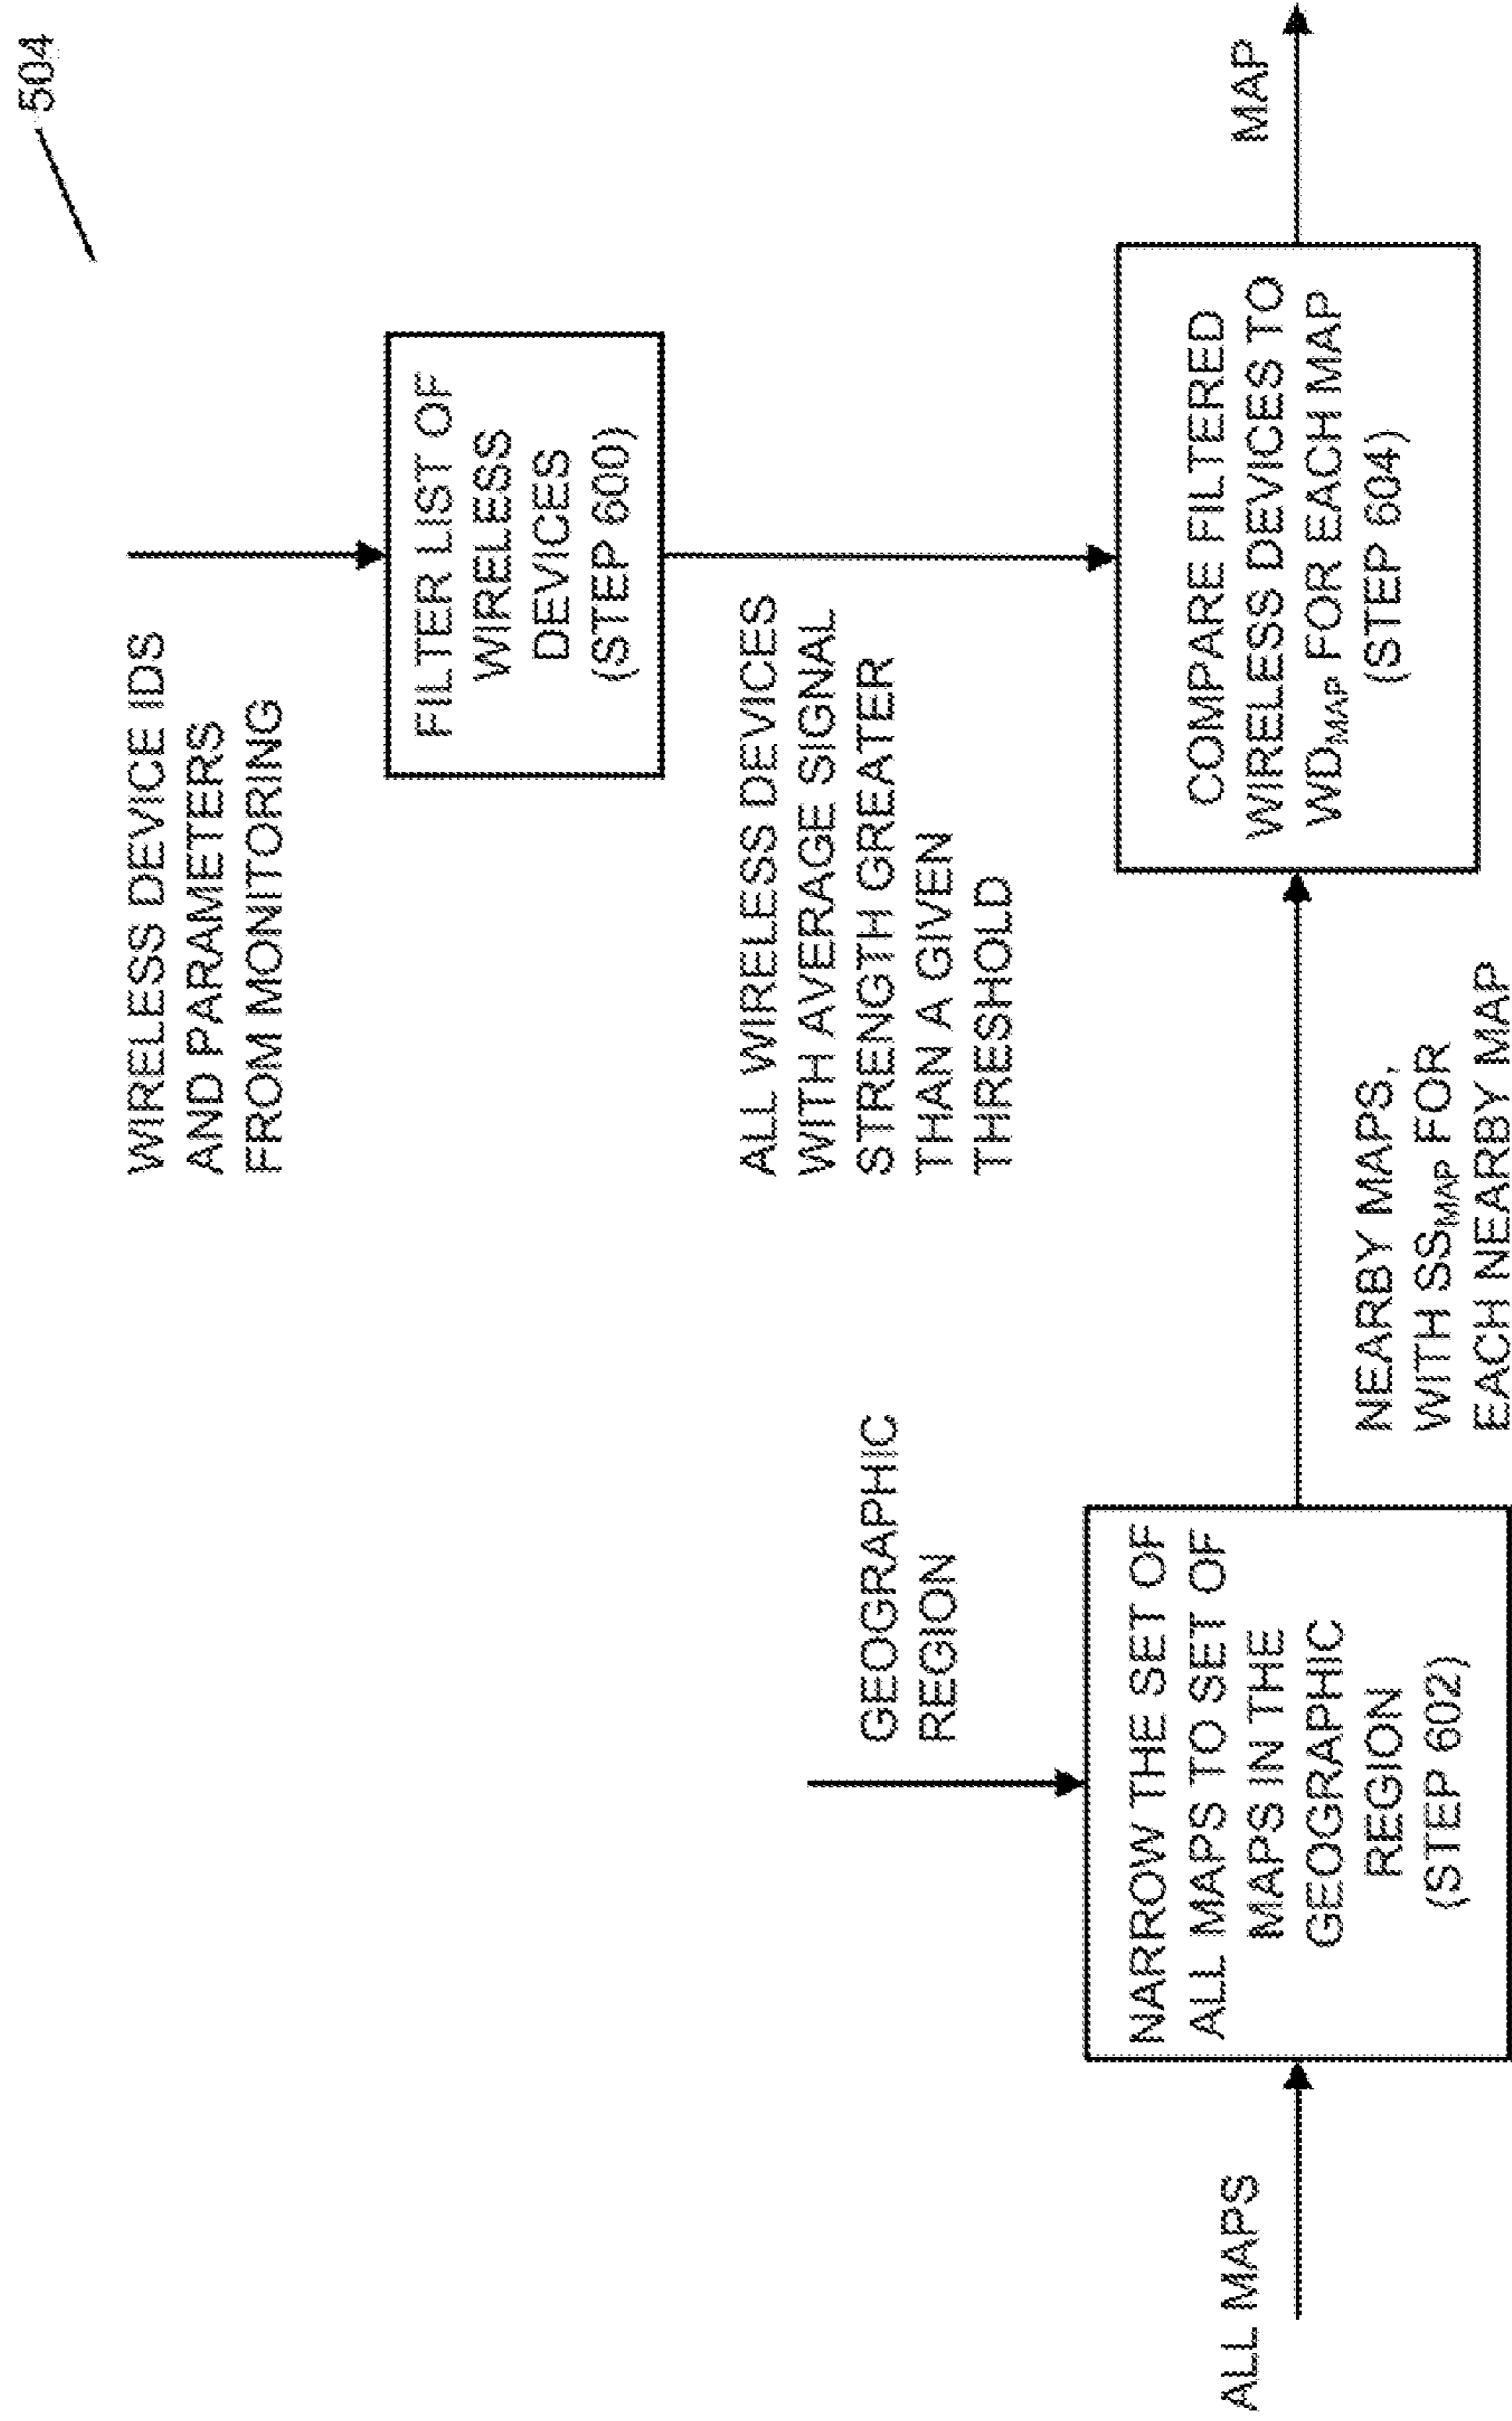 504
WIRELESS DEVICE IDS
AND PARAMETERS
FROM MONITORING
FILTER LIST OF
WIRELESS
DEVICES
(STEP 600)
ALL WIRELESS DEVICES
WITH AVERAGE SIGNAL
STRENGTH GREATER
THAN A GIVEN
THRESHOLD
GEOGRAPHIC
REGION
ALL MAPS
NARROW THE SET OF
ALL MAPS TO SET OF
MAPS IN THE
GEOGRAPHIC
REGION
(STEP 602)
NEARBY MAPS,
WITH SSMAP FOR
EACH NEARBY MAP
COMPARE FILTERED
WIRELESS DEVICES TO
WDMAP FOR EACH MAP
(STEP 604)
MAP